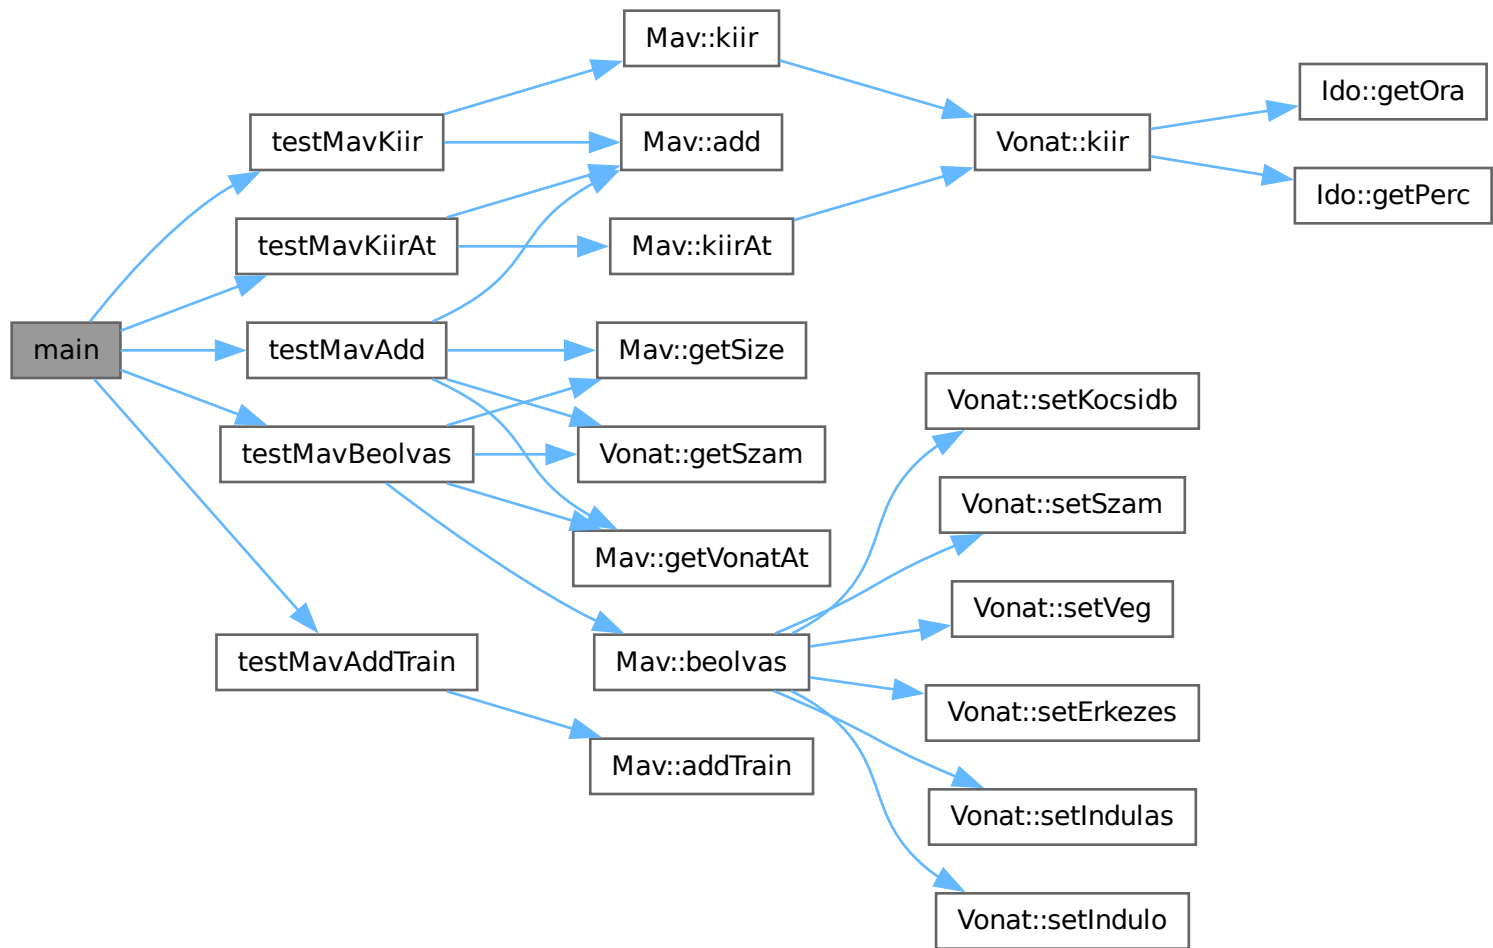 main
testMavKiir
testMavKiirAt
testMavAdd
testMavBeolvas
testMavAddTrain
Mav::kiir
Mav::add
Mav::kiirAt
Mav::getSize
Vonat::getSzam
Mav::getVonatAt
Mav::beolvas
Mav::addTrain
Vonat::kiir
Vonat::setKocsidb
Vonat::setSzam
Vonat::setVeg
Vonat::setErkezes
Vonat::setIndulas
Vonat::setIndulo
Ido::getOra
Ido::getPerc